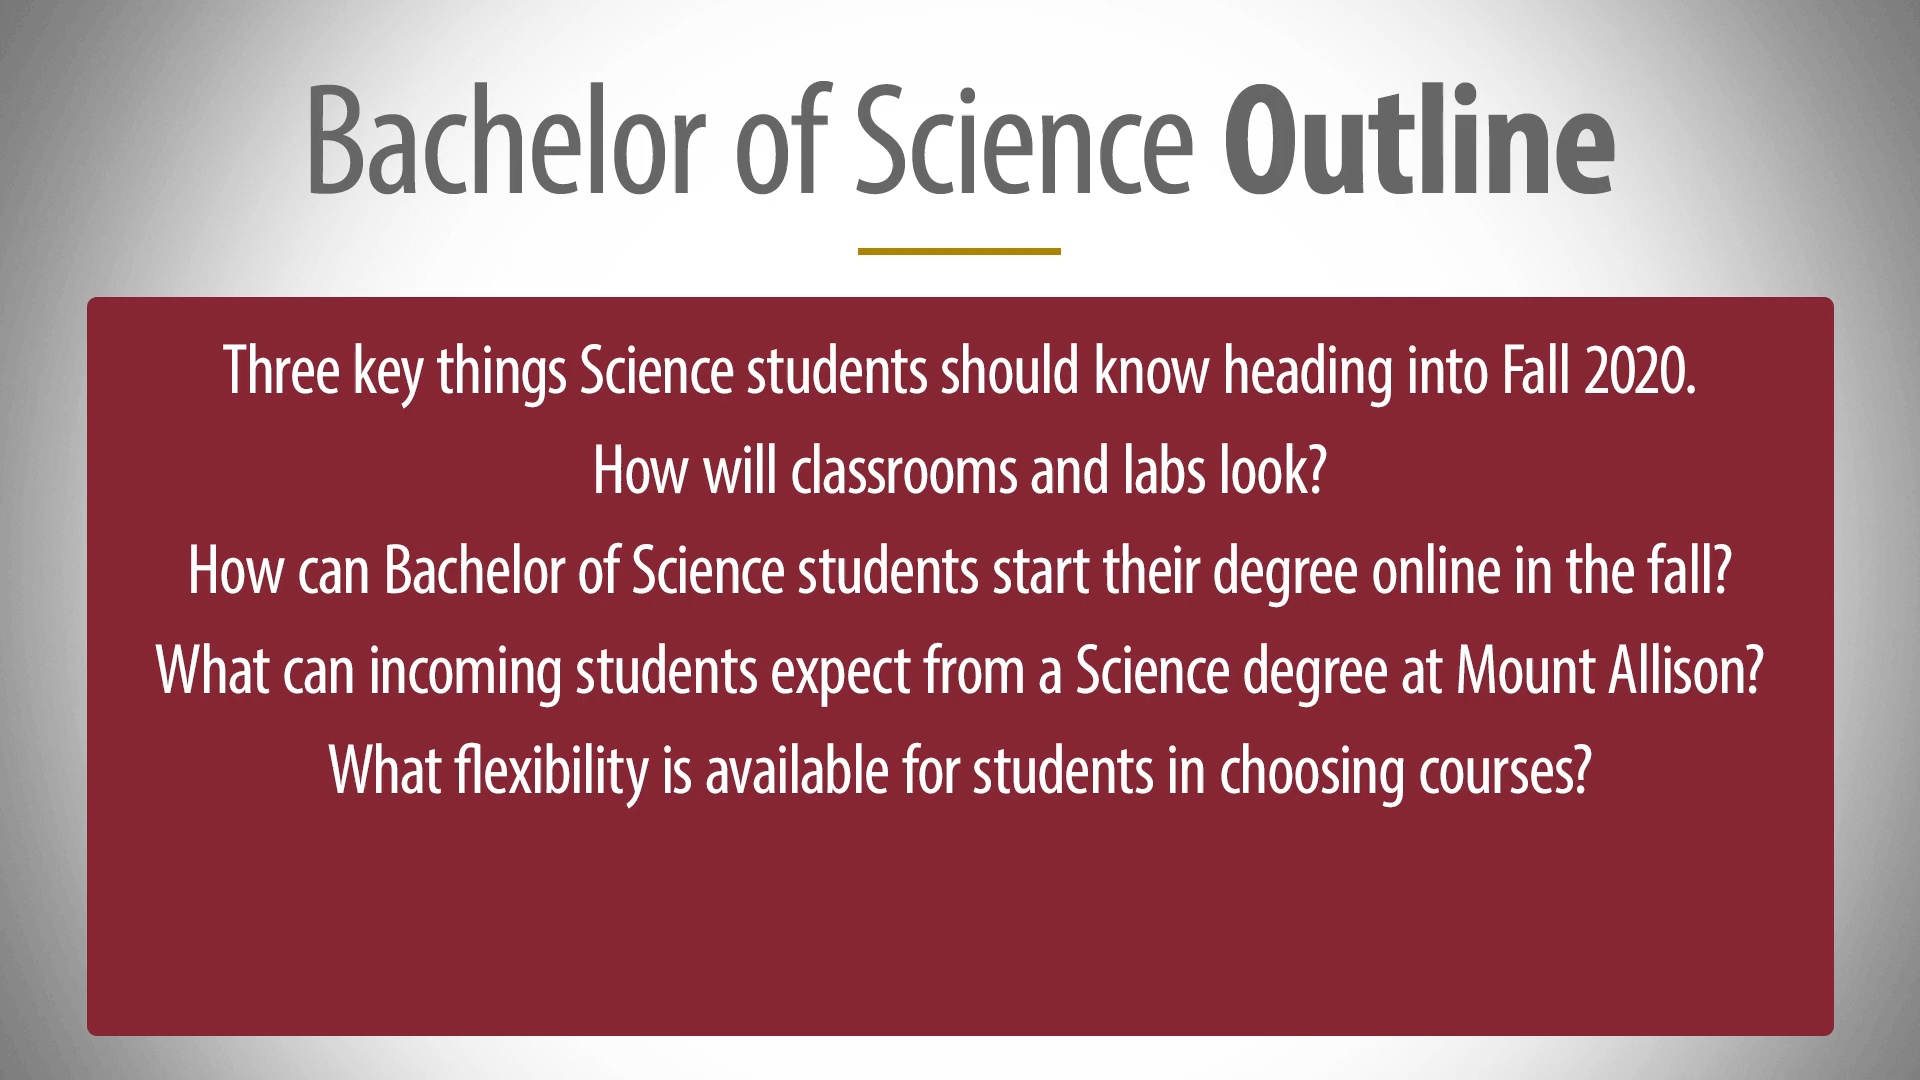 Bachelor of Science Outline
Three key things Science students should know heading into Fall 2020.
How will classrooms and labs look?
How can Bachelor of Science students start their degree online in the fall?
What can incoming students expect from a Science degree at Mount Allison?
What flexibility is available for students in choosing courses?